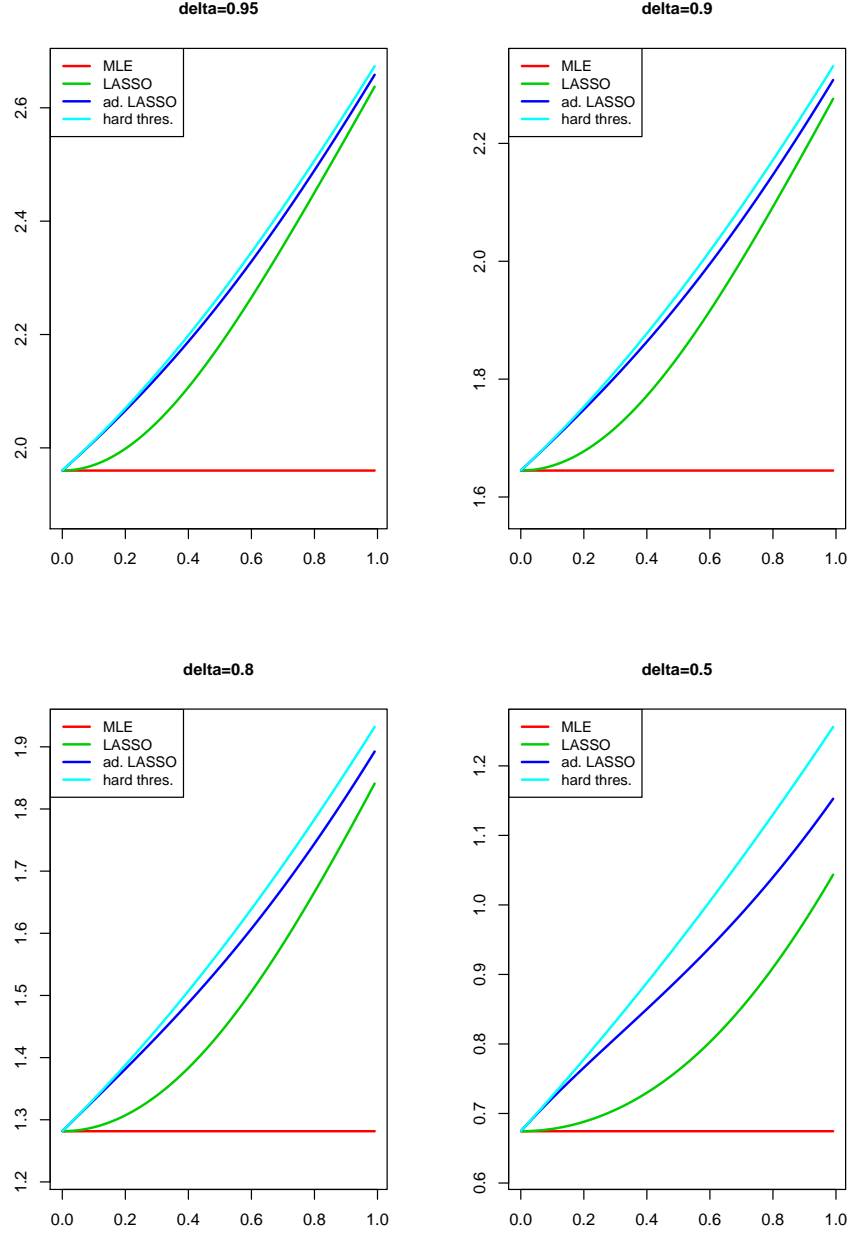 delta=0.95
MLE
LASSO
ad. LASSO
hard thres.
2.6
2.4
2.2
2.0
0.0 0.2 0.4 0.6 0.8 1.0
delta=0.9
MLE
LASSO
ad. LASSO
hard thres.
2.2
2.0
1.8
1.6
0.0 0.2 0.4 0.6 0.8 1.0
delta=0.8
MLE
LASSO
ad. LASSO
hard thres.
1.9
1.8
1.7
1.6
1.5
1.4
1.3
1.2
0.0 0.2 0.4 0.6 0.8 1.0
delta=0.5
MLE
LASSO
ad. LASSO
hard thres.
1.2
1.1
1.0
0.9
0.8
0.7
0.6
0.0 0.2 0.4 0.6 0.8 1.0